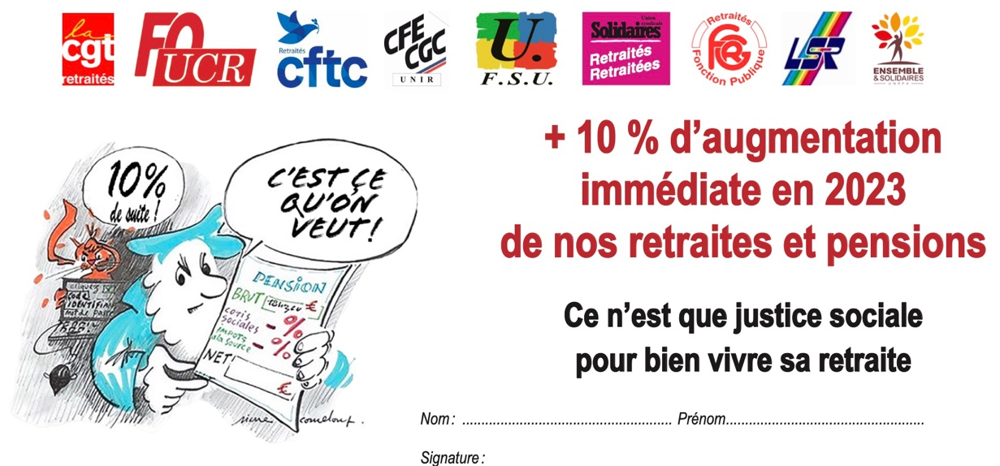 la
cgt
retraités
FO
UCR
Retraités
cftc
CFE
CGC
UNIR
U.
F.S.U.
Union
syndicale
Solidaires
Retraités
Retraitées
Retraités
FGR
Fonction Publique
LSR
ENSEMBLE
& SOLIDAIRES
UNRPA
+ 10 % d’augmentation
immédiate en 2023
de nos retraites et pensions
10%
de suite !
C'EST ÇE
QU'ON
VEUT !
cliquez
code
IDENTIFIANT
mot de passe
PENSION
BRUT €
COTIS
sociales - %
IMPOTS
à la source - %
NET
€
Ce n’est que justice sociale
pour bien vivre sa retraite
Nom : ....................................................... Prénom....................................................
Signature :